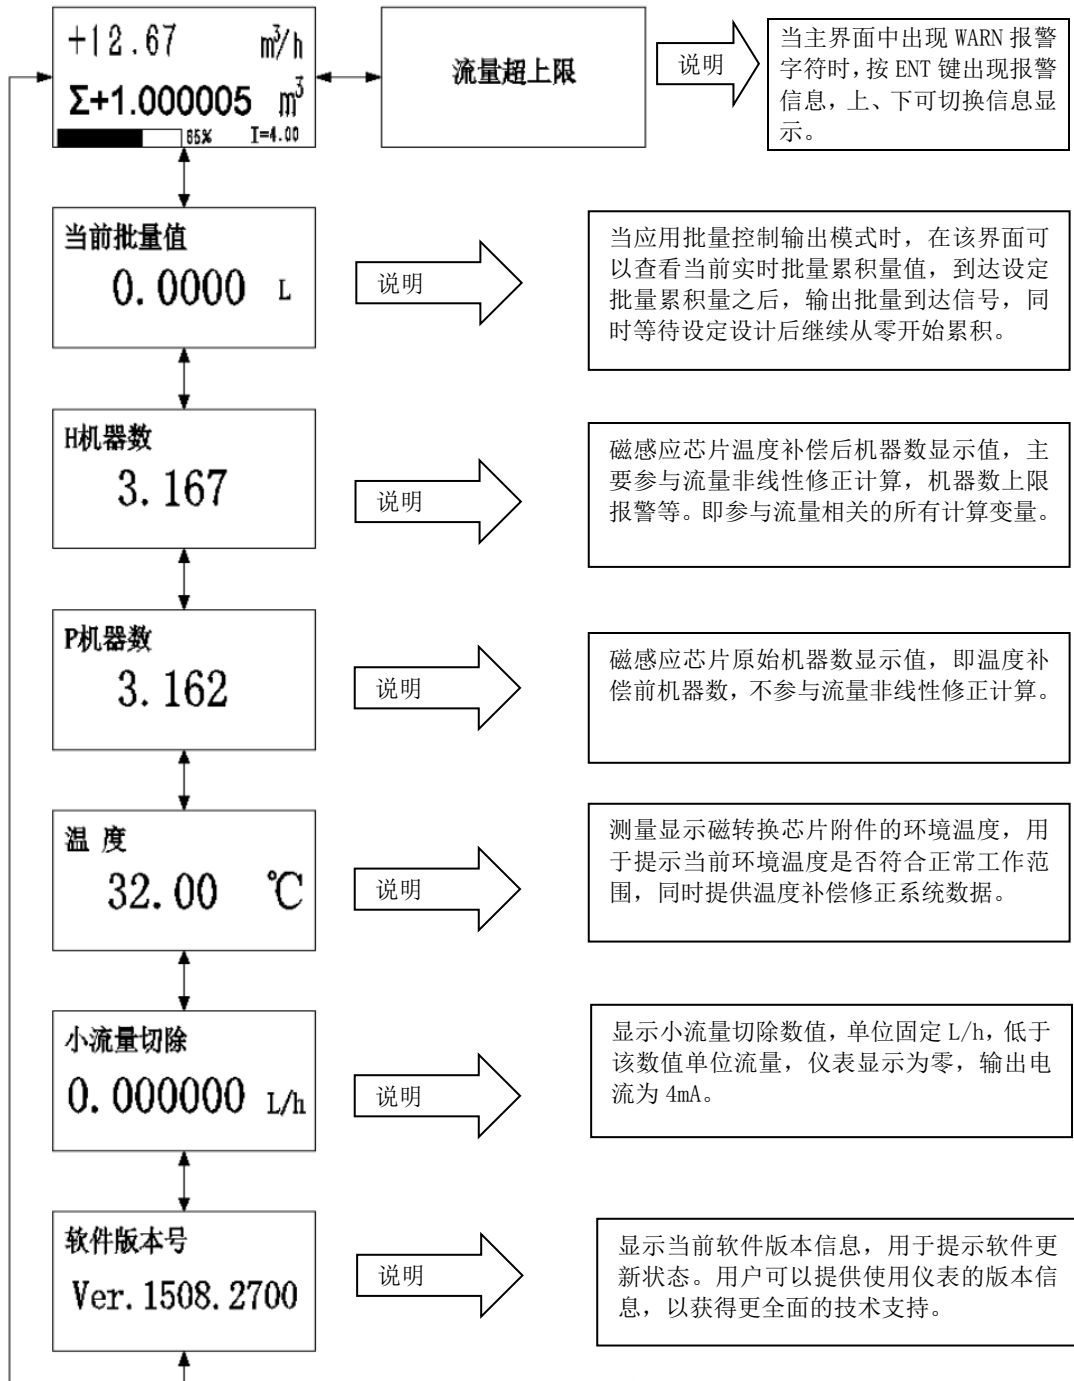 +12.67 m³/h
Σ+1.000005 m³
65% I=4.00
流量超上限
说明
当主界面中出现 WARN 报警
字符时，按 ENT 键出现报警
信息，上、下可切换信息显
示。
当前批量值
0.0000 L
说明
当应用批量控制输出模式时，在该界面可
以查看当前实时批量累积量值，到达设定
批量累积量之后，输出批量到达信号，同
时等待设定设计后继续从零开始累积。
H机器数
3.167
说明
磁感应芯片温度补偿后机器数显示值，主
要参与流量非线性修正计算，机器数上限
报警等。即参与流量相关的所有计算变量。
P机器数
3.162
说明
磁感应芯片原始机器数显示值，即温度补
偿前机器数，不参与流量非线性修正计算。
温 度
32.00 ℃
说明
测量显示磁转换芯片附件的环境温度，用
于提示当前环境温度是否符合正常工作范
围，同时提供温度补偿修正系统数据。
小流量切除
0.000000 L/h
说明
显示小流量切除数值，单位固定 L/h，低于
该数值单位流量，仪表显示为零，输出电
流为 4mA。
软件版本号
Ver.1508.2700
说明
显示当前软件版本信息，用于提示软件更
新状态。用户可以提供使用仪表的版本信
息，以获得更全面的技术支持。